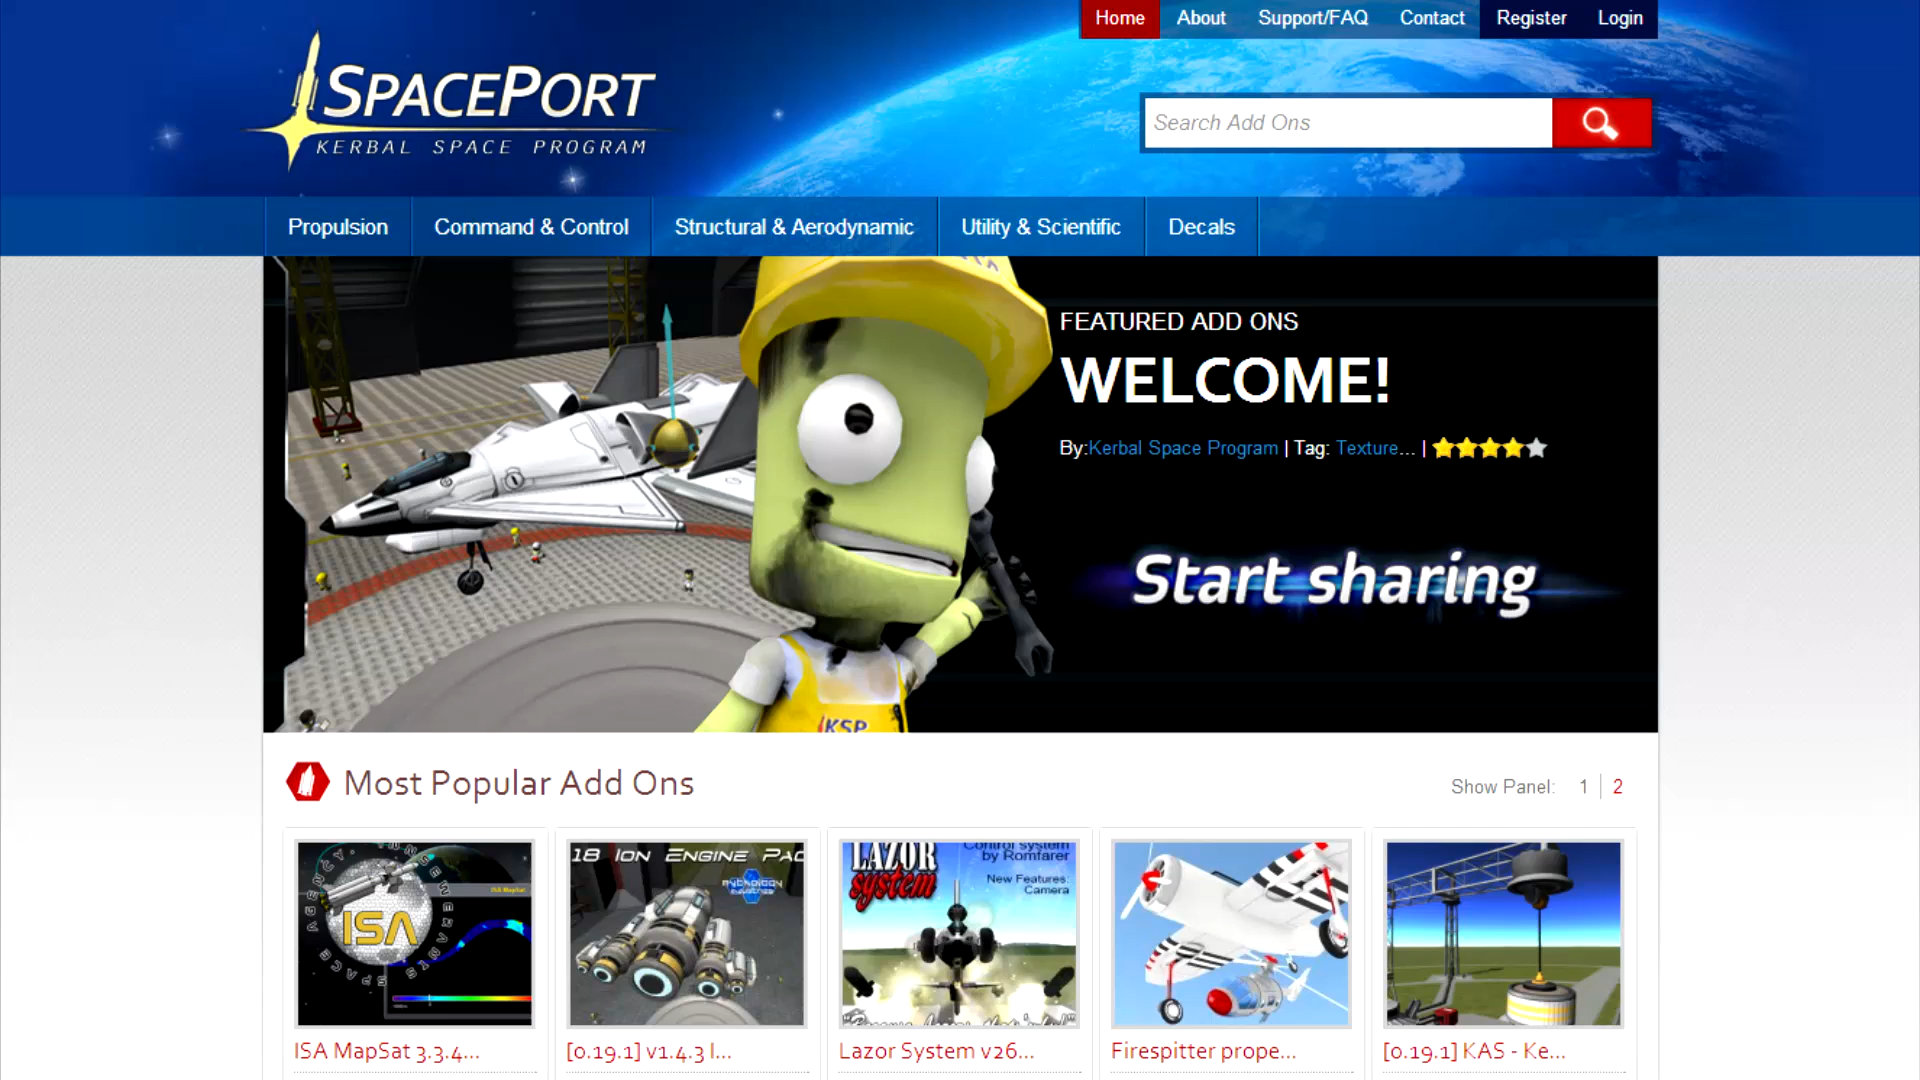 Home About Support/FAQ Contact Register Login
SPACEPORT
KERBAL SPACE PROGRAM
Search Add Ons
Propulsion Command & Control Structural & Aerodynamic Utility & Scientific Decals
FEATURED ADD ONS
WELCOME!
By:Kerbal Space Program | Tag: Texture... |
Start sharing
KSP
Most Popular Add Ons
Show Panel: 1 2
ISA MapSat
ISA
18 ION ENGINE PAC
mythology
LAZOR
system
Control system
by Romfarer
New Features:
Camera
ISA MapSat 3.3.4...
[0.19.1] v1.4.3 I...
Lazor System v26...
Firespitter prope...
[0.19.1] KAS - Ke...